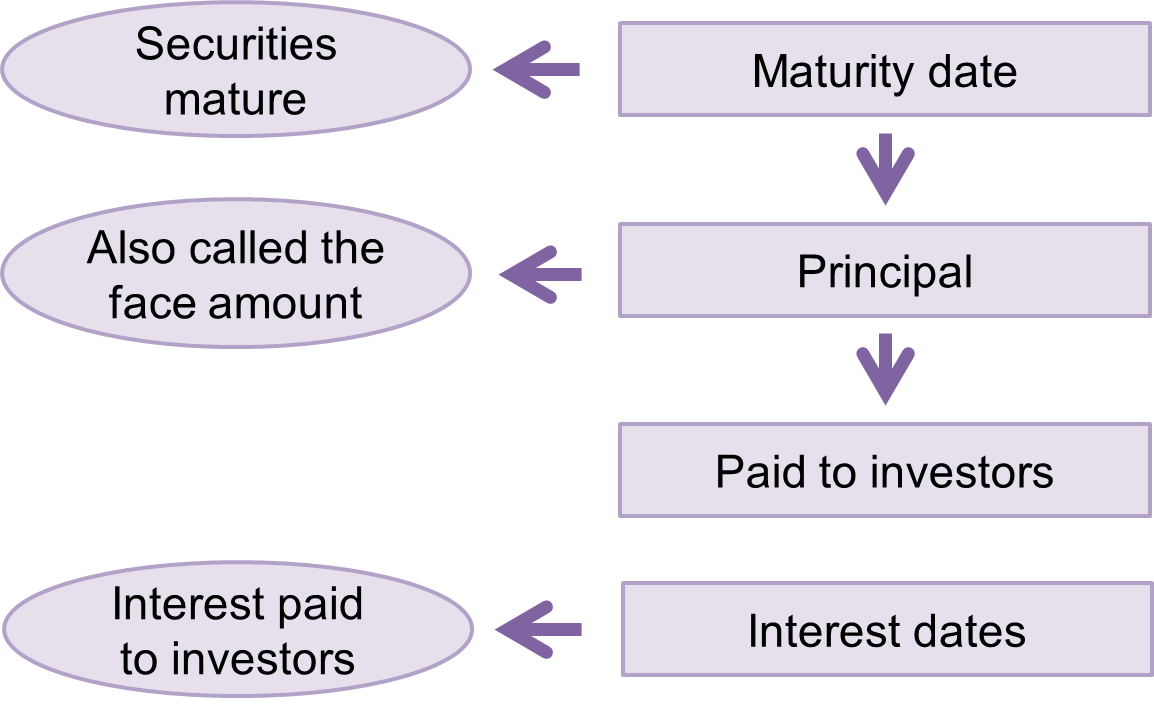 Securities
mature
Maturity date
Also called the
face amount
Principal
Paid to investors
Interest paid
to investors
Interest dates